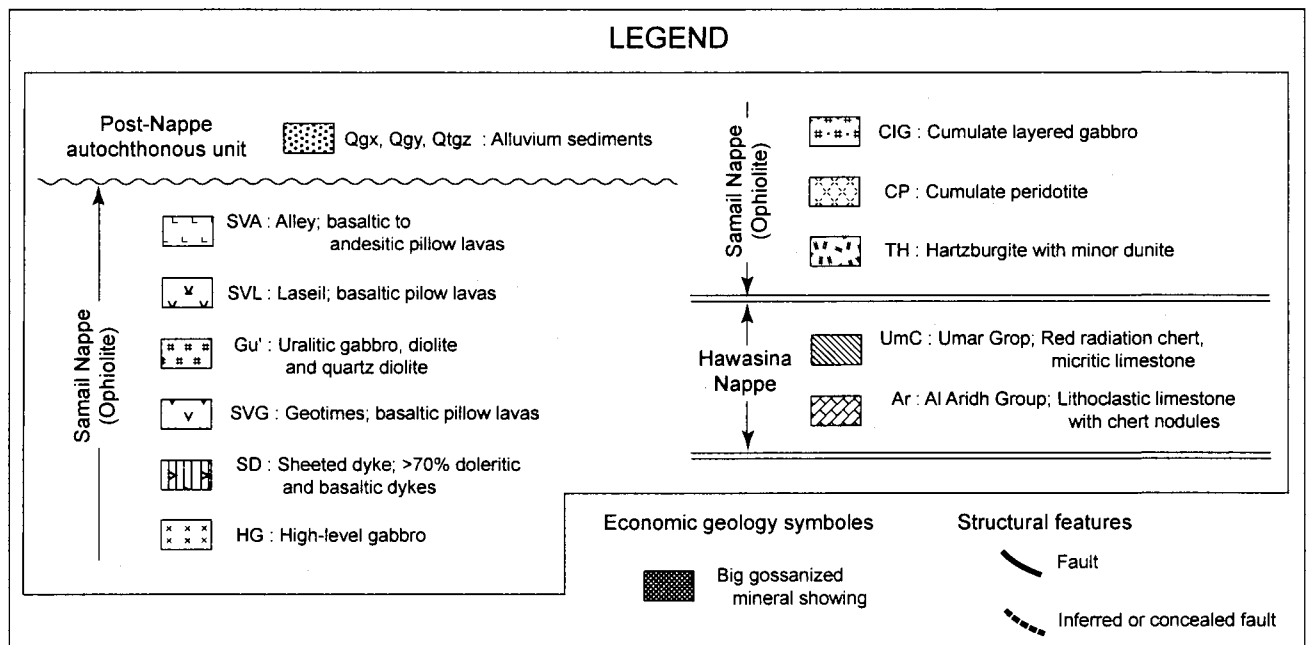 LEGEND
Post-Nappe
autochthonous unit
Qgx, Qgy, Qtgz : Alluvium sediments
Samail Nappe
(Ophiolite)
SVA : Alley; basaltic to
andesitic pillow lavas
SVL : Laseil; basaltic pilow lavas
Gu' : Uralitic gabbro, diolite
and quartz diolite
SVG : Geotimes; basaltic pillow lavas
SD : Sheeted dyke; >70% doleritic
and basaltic dykes
HG : High-level gabbro
Samail Nappe
(Ophiolite)
CIG : Cumulate layered gabbro
CP : Cumulate peridotite
TH : Hartzburgite with minor dunite
Hawasina
Nappe
UmC : Umar Grop; Red radiation chert,
micritic limestone
Ar : Al Aridh Group; Lithoclastic limestone
with chert nodules
Economic geology symboles
Big gossanized
mineral showing
Structural features
Fault
Inferred or concealed fault